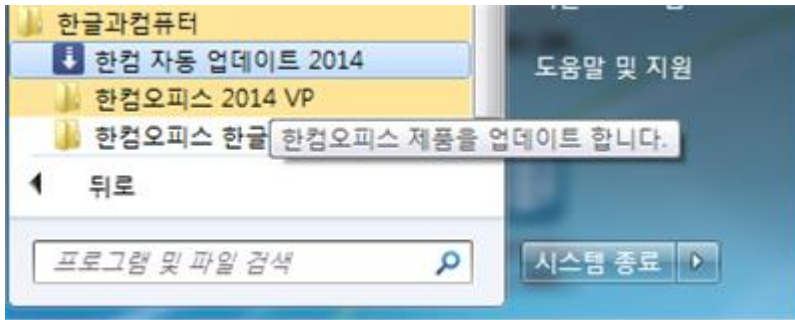 한글과컴퓨터
한컴 자동 업데이트 2014
도움말 및 지원
한컴오피스 2014 VP
한컴오피스 한글
한컴오피스 제품을 업데이트 합니다.
뒤로
프로그램 및 파일 검색
시스템 종료